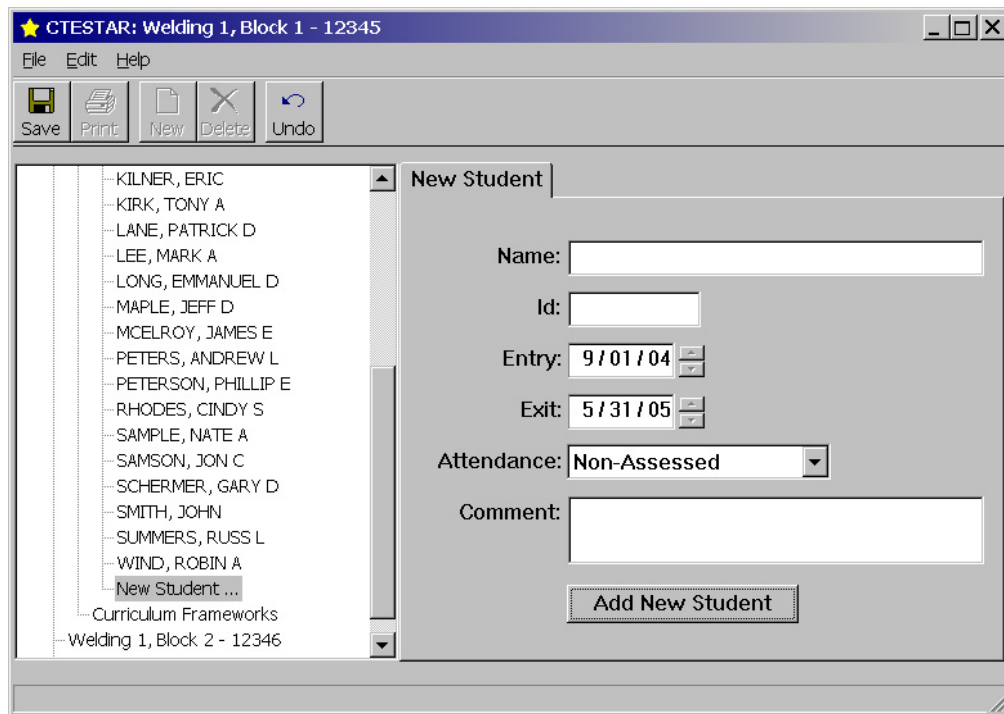 CTESTAR: Welding 1, Block 1 - 12345
File Edit Help
Save Print New Delete Undo
KILNER, ERIC
KIRK, TONY A
LANE, PATRICK D
LEE, MARK A
LONG, EMMANUEL D
MAPLE, JEFF D
MCELROY, JAMES E
PETERS, ANDREW L
PETERSON, PHILLIP E
RHODES, CINDY S
SAMPLE, NATE A
SAMSON, JON C
SCHERMER, GARY D
SMITH, JOHN
SUMMERS, RUSS L
WIND, ROBIN A
New Student ...
Curriculum Frameworks
Welding 1, Block 2 - 12346
New Student
Name:
Id:
Entry: 9/01/04
Exit: 5/31/05
Attendance: Non-Assessed
Comment:
Add New Student